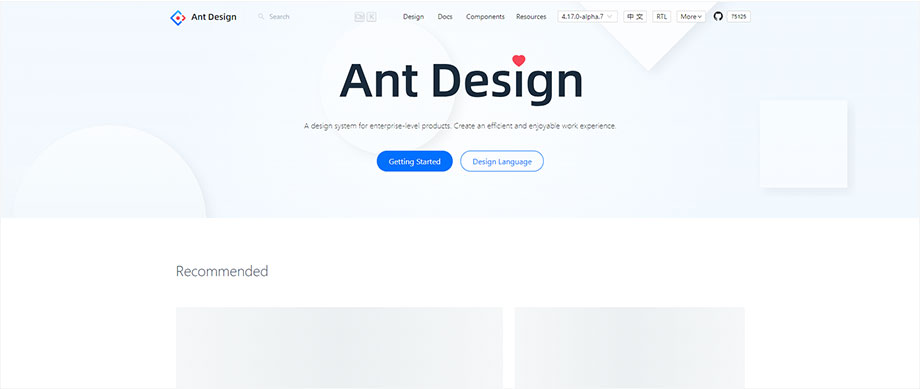 Ant Design
Search
Design Docs Components Resources 4.17.0-alpha.7 中 文 RTL More 75125
Ant Design
A design system for enterprise-level products. Create an efficient and enjoyable work experience.
Getting Started Design Language
Recommended